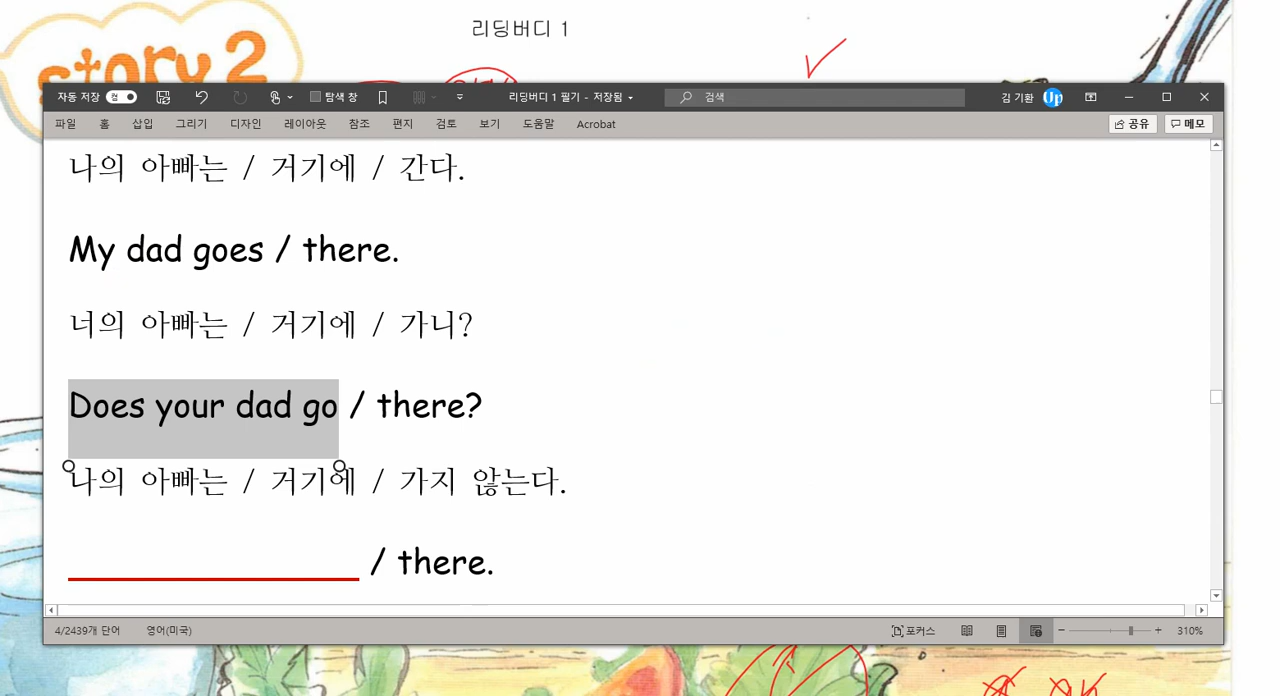 리딩버디 1
story 2
자동 저장 컴 탐색 창 리딩버디 1 필기 - 저장됨 검색 김 기환 Up
파일 홈 삽입 그리기 디자인 레이아웃 참조 편지 검토 보기 도움말 Acrobat 공유 메모
나의 아빠는 / 거기에 / 간다.
My dad goes / there.
너의 아빠는 / 거기에 / 가니?
Does your dad go / there?
나의 아빠는 / 거기에 / 가지 않는다.
/ there.
4/2439개 단어 영어(미국) 포커스 310%